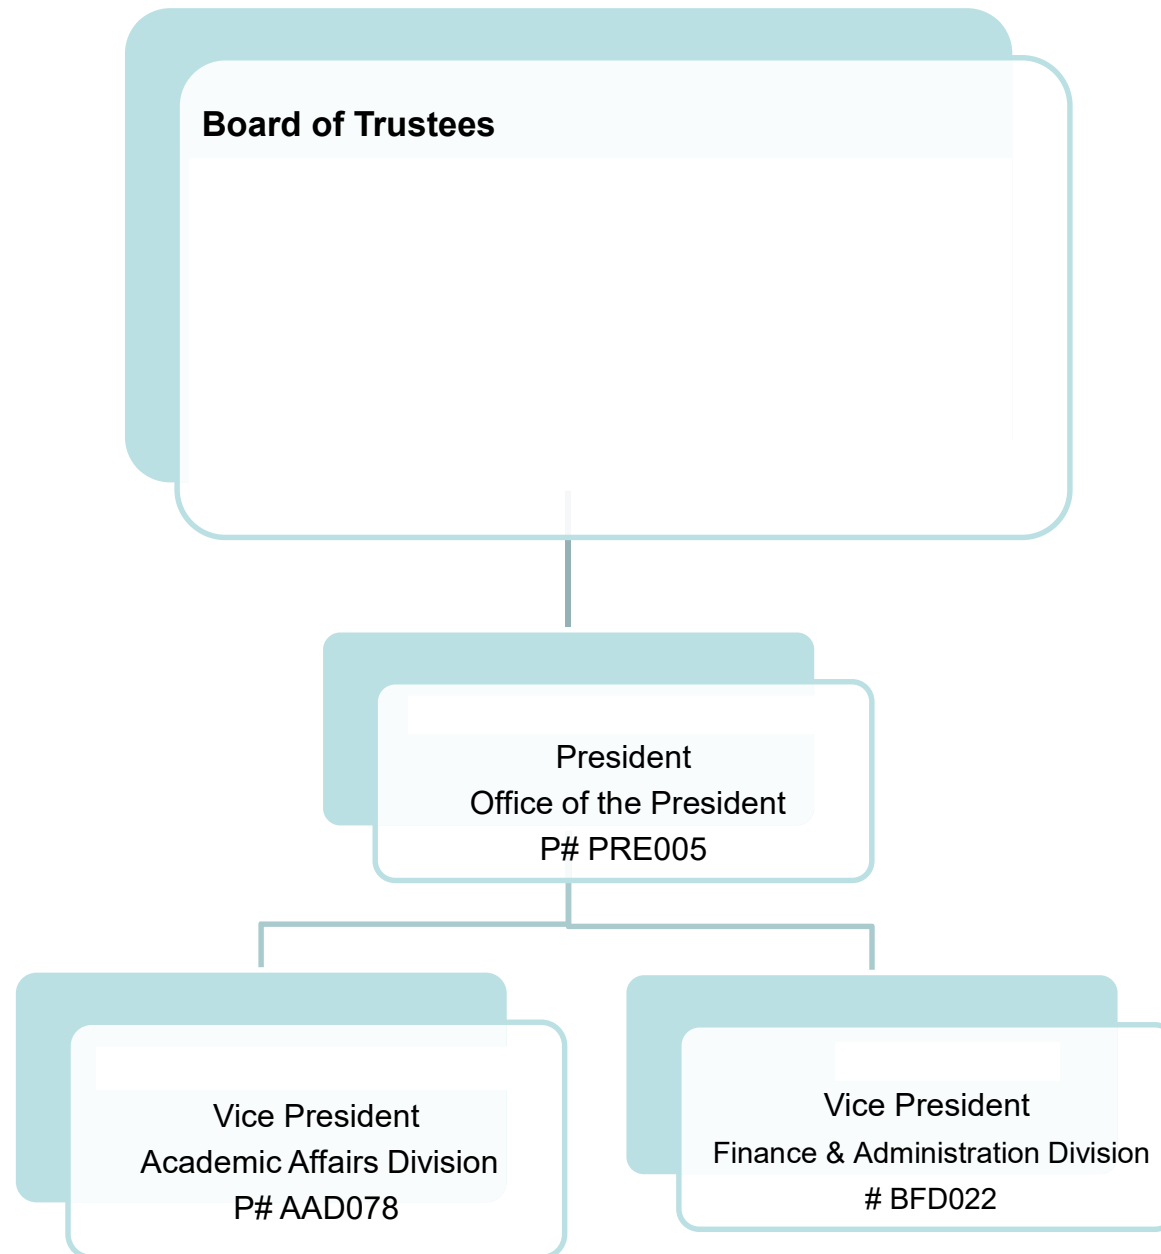 Board of Trustees
President
Office of the President
P# PRE005
Vice President
Academic Affairs Division
P# AAD078
Vice President
Finance & Administration Division
# BFD022